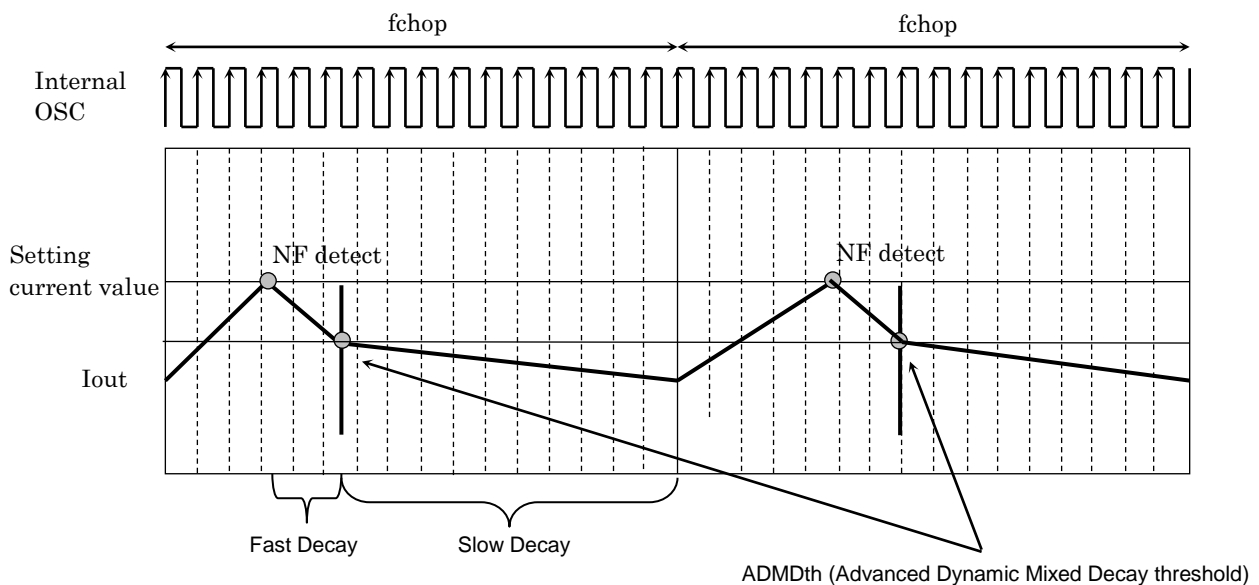 fchop
fchop
Internal
OSC
NF detect
NF detect
Setting
current value
Iout
Fast Decay
Slow Decay
ADMDth (Advanced Dynamic Mixed Decay threshold)